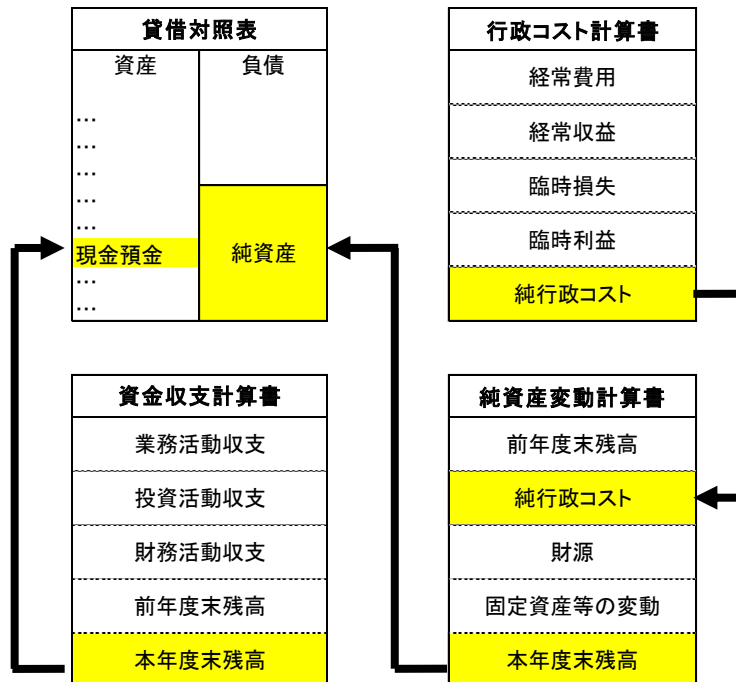 貸借対照表
資産
負債
…
…
…
…
…
現金預金
…
…
純資産
行政コスト計算書
経常費用
経常収益
臨時損失
臨時利益
純行政コスト
資金収支計算書
業務活動収支
投資活動収支
財務活動収支
前年度末残高
本年度末残高
純資産変動計算書
前年度末残高
純行政コスト
財源
固定資産等の変動
本年度末残高